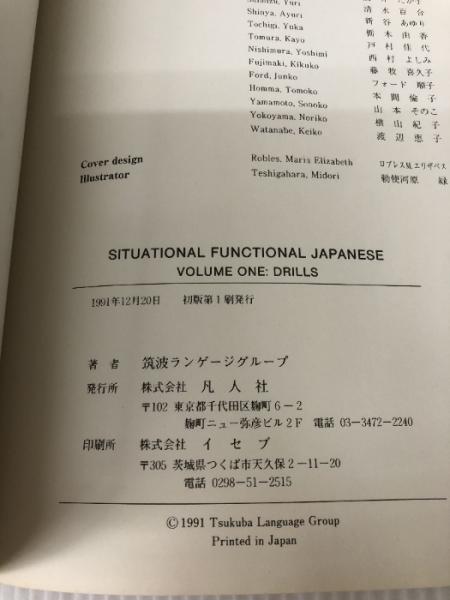 Shinya, Ayuri 新谷 あゆり
Tochigi, Yuka 栃木 由香
Tomura, Kayo 戸村 佳代
Nishimura, Yoshimi 西村 よしみ
Fujimaki, Kikuko 藤牧 喜久子
Ford, Junko フォード 順子
Homma, Tomoko 本間 倫子
Yamamoto, Sonoko 山本 そのこ
Yokoyama, Noriko 横山 紀子
Watanabe, Keiko 渡辺 恵子
Cover design Robles, Maris Elizabeth ロブレス M.エリザベス
Illustrator Teshigahara, Midori 勅使河原 緑
SITUATIONAL FUNCTIONAL JAPANESE
VOLUME ONE: DRILLS
1991年12月20日 初版第1刷発行
著者 筑波ランゲージグループ
発行所 株式会社 凡人社
〒102 東京都千代田区麹町6-2
麹町ニュー弥彦ビル2F 電話 03-3472-2240
印刷所 株式会社 イセブ
〒305 茨城県つくば市天久保2-11-20
電話 0298-51-2515
©1991 Tsukuba Language Group
Printed in Japan